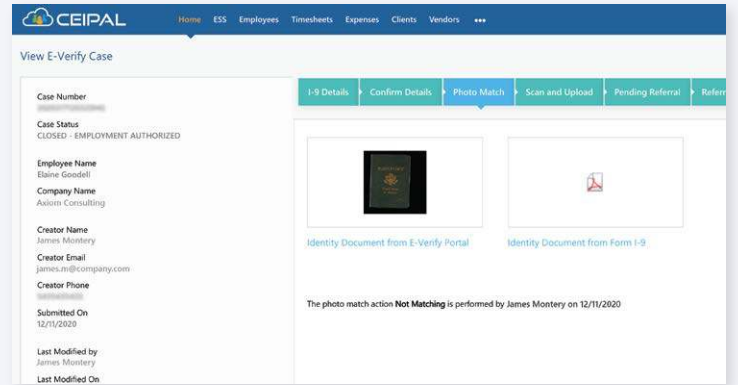 CEIPAL
Home ESS Employees Timesheets Expenses Clients Vendors •••
View E-Verify Case
Case Number
Case Status
CLOSED - EMPLOYMENT AUTHORIZED
Employee Name
Elaine Goodell
Company Name
Axiom Consulting
Creator Name
James Montery
Creator Email
james.m@company.com
Creator Phone
Submitted On
12/11/2020
Last Modified by
James Montery
Last Modified On
I-9 Details Confirm Details Photo Match Scan and Upload Pending Referral Referr
PASSPORT
Identity Document from E-Verify Portal Identity Document from Form I-9
The photo match action Not Matching is performed by James Montery on 12/11/2020